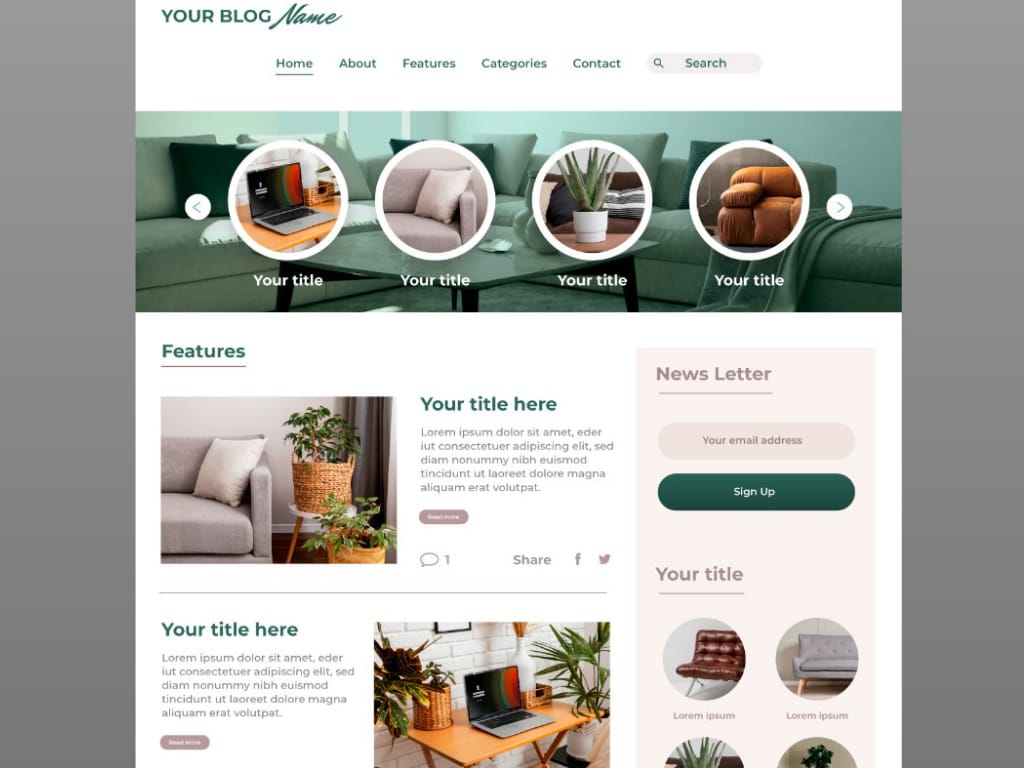 YOUR BLOG Name
Home About Features Categories Contact Search
Your title Your title Your title Your title
Features
Your title here
Lorem ipsum dolor sit amet, eder
iut consectetuer adipiscing elit, sed
diam nonummy nibh euismod
tincidunt ut laoreet dolore magna
aliquam erat volutpat.
Read more
1 Share
Your title here
Lorem ipsum dolor sit amet, eder
iut consectetuer adipiscing elit, sed
diam nonummy nibh euismod
tincidunt ut laoreet dolore magna
aliquam erat volutpat.
Read more
News Letter
Your email address
Sign Up
Your title
Lorem ipsum Lorem ipsum